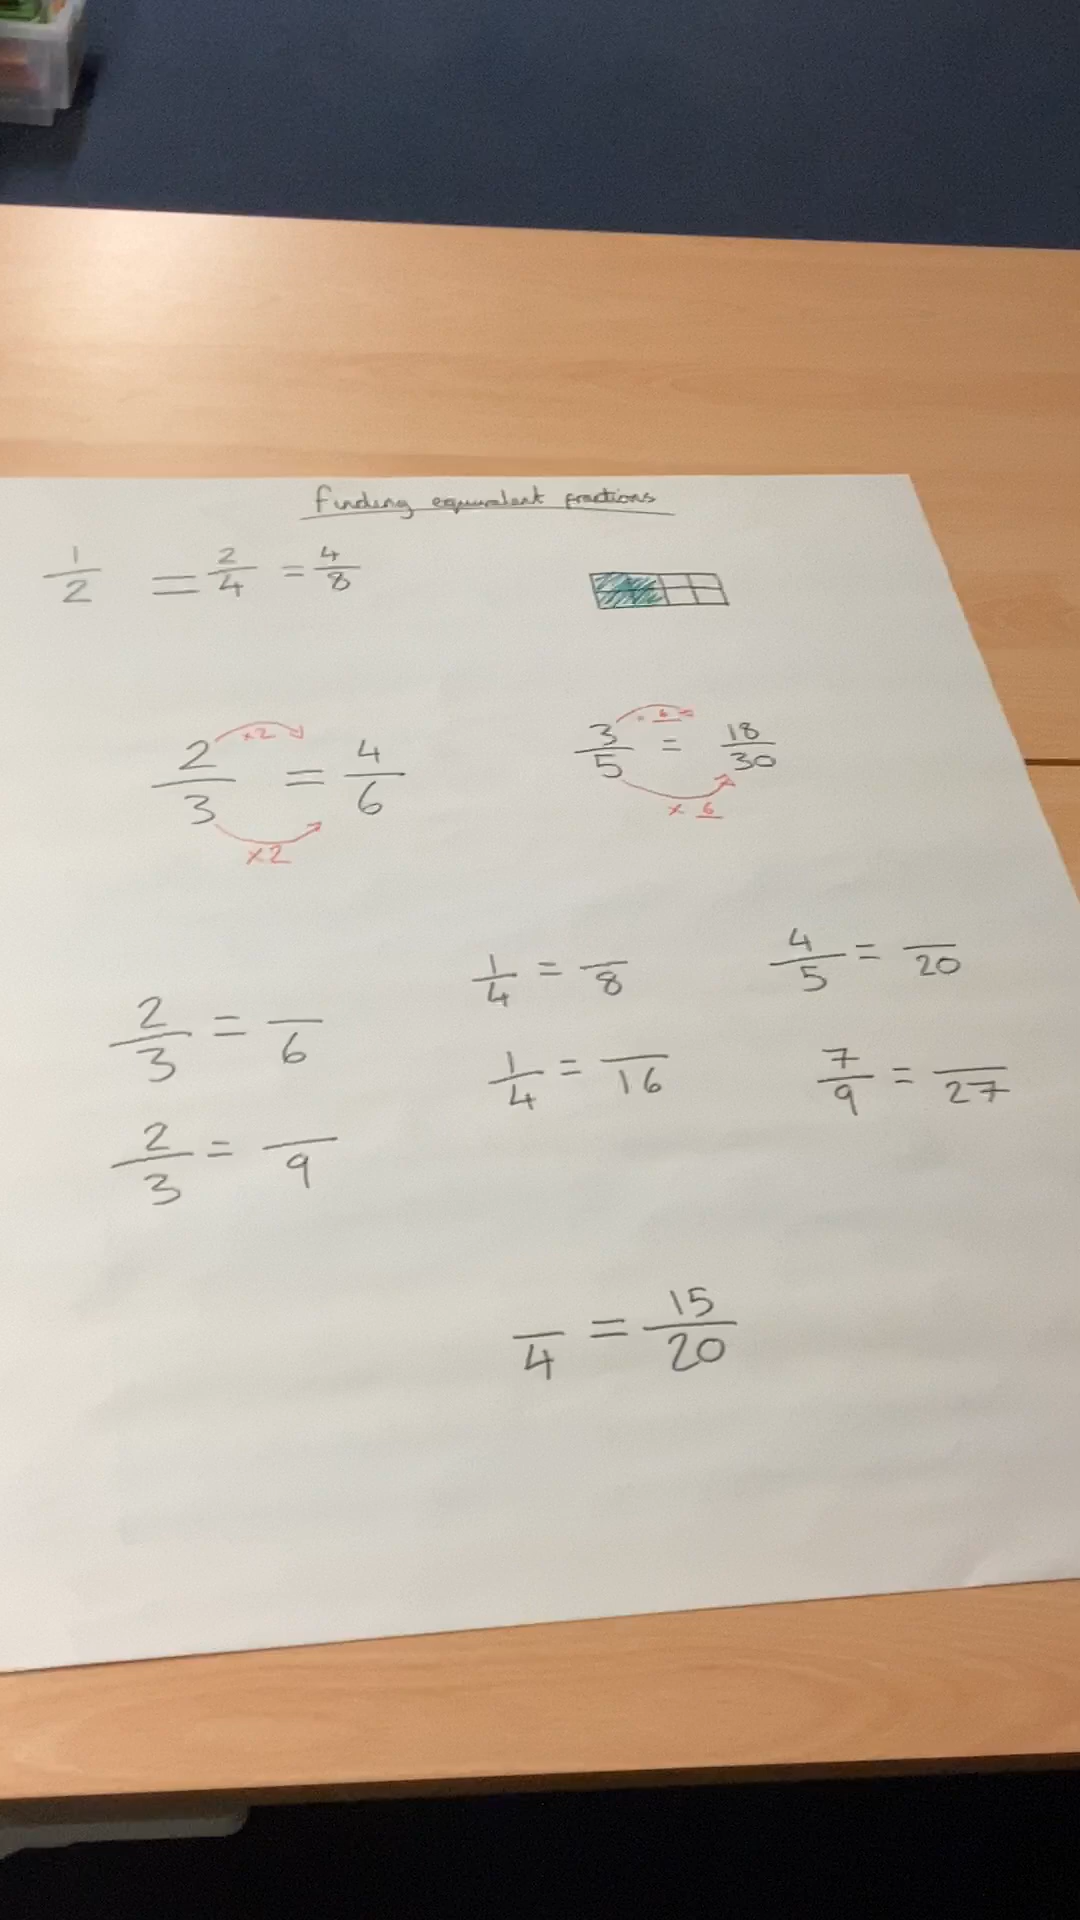 Finding equivalent fractions
1/2 = 2/4 = 4/8
×2 ×6
2/3 = 4/6 3/5 = 18/30
×2 × 6
1/4 = /8 4/5 = /20
2/3 = /6
1/4 = /16 7/9 = /27
2/3 = /9
/4 = 15/20